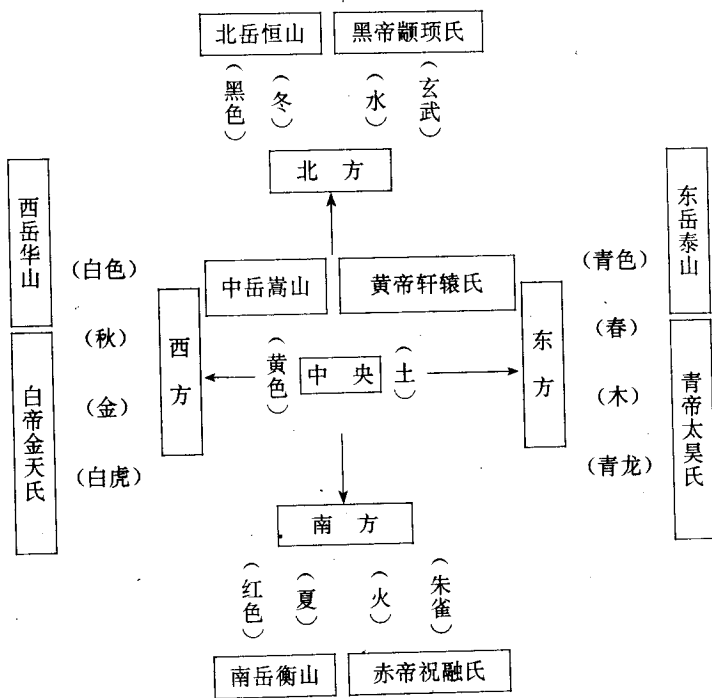 北岳恒山 黑帝颛顼氏
（黑色） （冬） （水） （玄武）
北方
西岳华山
白帝金天氏
（白色）
（秋）
（金）
（白虎）
西方
中岳嵩山 黄帝轩辕氏
（黄色） 中央 （土）
东方
（青色）
（春）
（木）
（青龙）
东岳泰山
青帝太昊氏
南方
（红色） （夏） （火） （朱雀）
南岳衡山 赤帝祝融氏